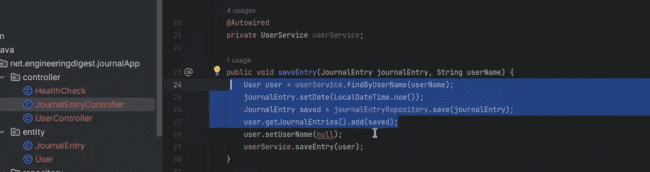 n
ava
net.engineeringdigest.journalApp
controller
HealthCheck
JournalEntryController
UserController
entity
JournalEntry
User
4 usages
20
@Autowired
21
private UserService userService;
22
1 usage
23
public void saveEntry(JournalEntry journalEntry, String userName) {
24
User user = userService.findByUserName(userName);
25
journalEntry.setDate(LocalDateTime.now());
26
JournalEntry saved = journalEntryRepository.save(journalEntry);
27
user.getJournalEntries().add(saved);
28
user.setUserName(null);
29
userService.saveEntry(user);
30
}